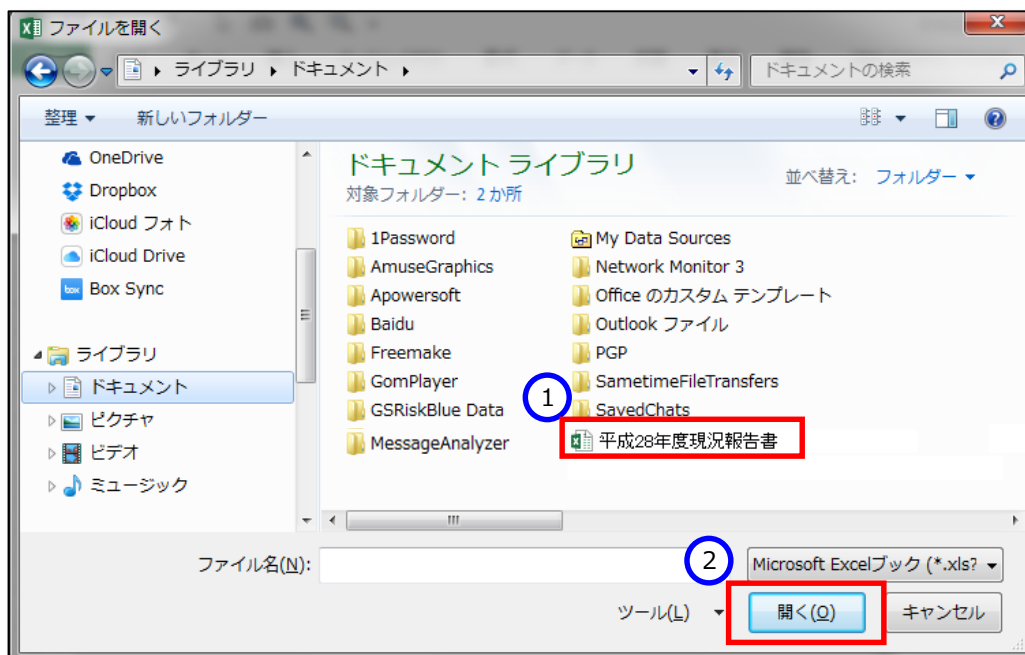 ファイルを開く
ライブラリ ドキュメント
ドキュメントの検索
整理 新しいフォルダー
OneDrive
Dropbox
iCloud フォト
iCloud Drive
Box Sync
ライブラリ
ドキュメント
ピクチャ
ビデオ
ミュージック
ドキュメント ライブラリ
対象フォルダー: 2 か所
並べ替え: フォルダー
1Password
AmuseGraphics
Apowersoft
Baidu
Freemake
GomPlayer
GSRiskBlue Data
MessageAnalyzer
My Data Sources
Network Monitor 3
Office のカスタム テンプレート
Outlook ファイル
PGP
SametimeFileTransfers
1
SavedChats
平成28年度現況報告書
ファイル名(N):
2
Microsoft Excelブック (*.xls?
ツール(L) 開く(O) キャンセル